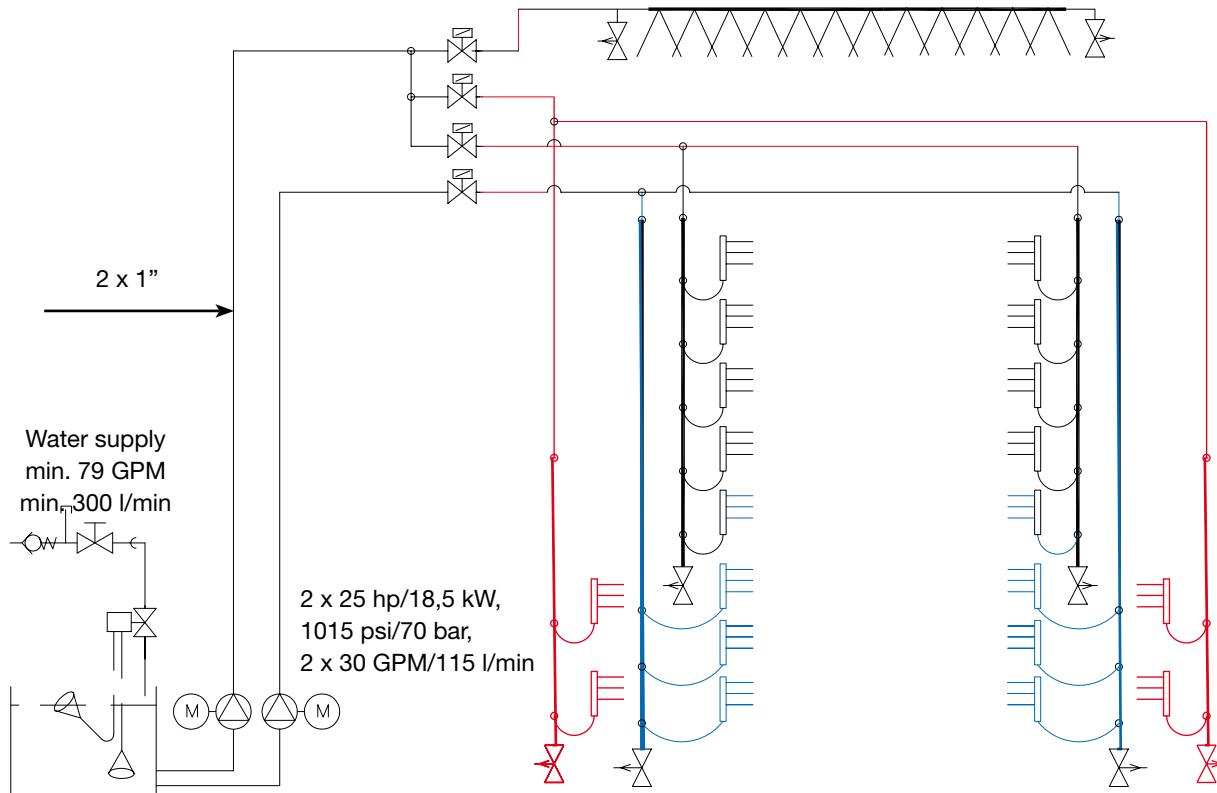 2 x 1”
Water supply
min. 79 GPM
min. 300 l/min
2 x 25 hp/18,5 kW,
1015 psi/70 bar,
2 x 30 GPM/115 l/min
M
M